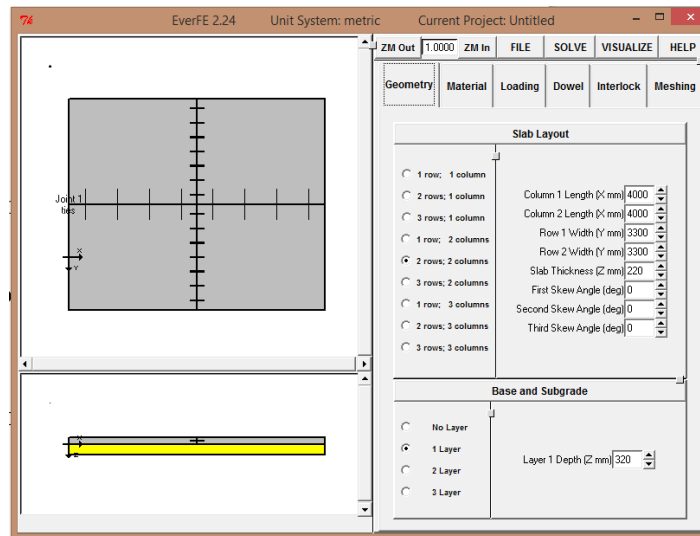 EverFE 2.24 Unit System: metric Current Project: Untitled
ZM Out 1.0000 ZM In FILE SOLVE VISUALIZE HELP
Geometry Material Loading Dowel Interlock Meshing
Joint 1
ties
X
Y
X
Z
Slab Layout
1 row; 1 column
2 rows; 1 column
3 rows; 1 column
1 row; 2 columns
2 rows; 2 columns
3 rows; 2 columns
1 row; 3 columns
2 rows; 3 columns
3 rows; 3 columns
Column 1 Length (X mm) 4000
Column 2 Length (X mm) 4000
Row 1 Width (Y mm) 3300
Row 2 Width (Y mm) 3300
Slab Thickness (Z mm) 220
First Skew Angle (deg) 0
Second Skew Angle (deg) 0
Third Skew Angle (deg) 0
Base and Subgrade
No Layer
1 Layer
2 Layer
3 Layer
Layer 1 Depth (Z mm) 320